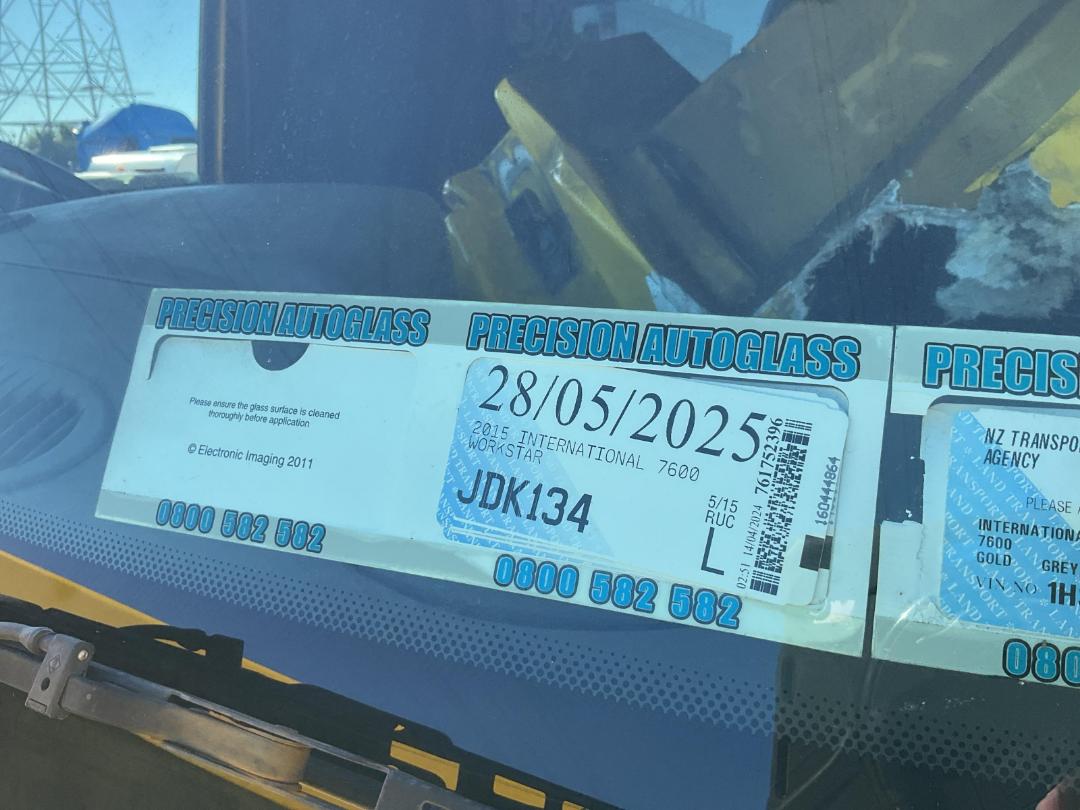 PRECISION AUTOGLASS
Please ensure the glass surface is cleaned
thoroughly before application
© Electronic Imaging 2011
0800 582 582
PRECISION AUTOGLASS
28/05/2025
2015 INTERNATIONAL 7600
WORKSTAR
JDK134
5/15
RUC
L
02:51 14/04/2024 761752396
160444864
0800 582 582
PRECIS
NZ TRANSPO
AGENCY
PLEASE A
INTERNATIONA
7600
GOLD GREY
VIN NO 1H
080